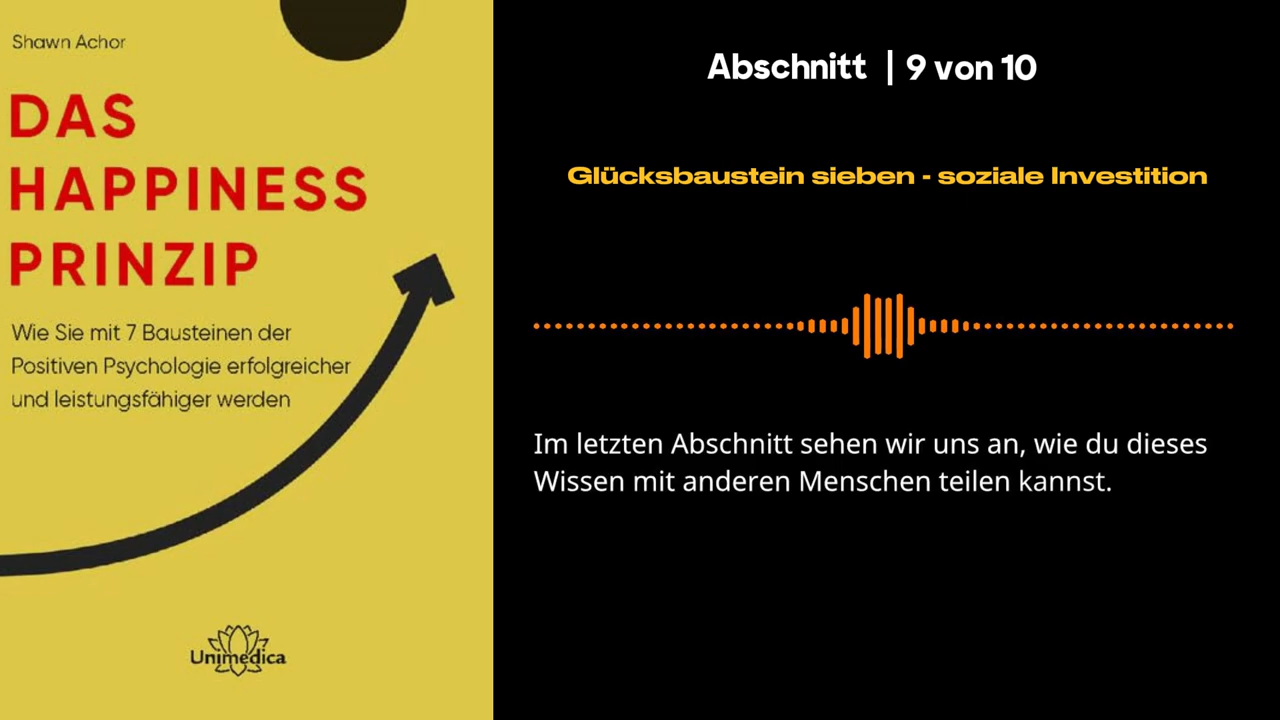 Shawn Achor
DAS
HAPPINESS
PRINZIP
Wie Sie mit 7 Bausteinen der
Positiven Psychologie erfolgreicher
und leistungsfähiger werden
Unimedica
Abschnitt | 9 von 10
Glücksbaustein sieben - soziale Investition
Im letzten Abschnitt sehen wir uns an, wie du dieses
Wissen mit anderen Menschen teilen kannst.